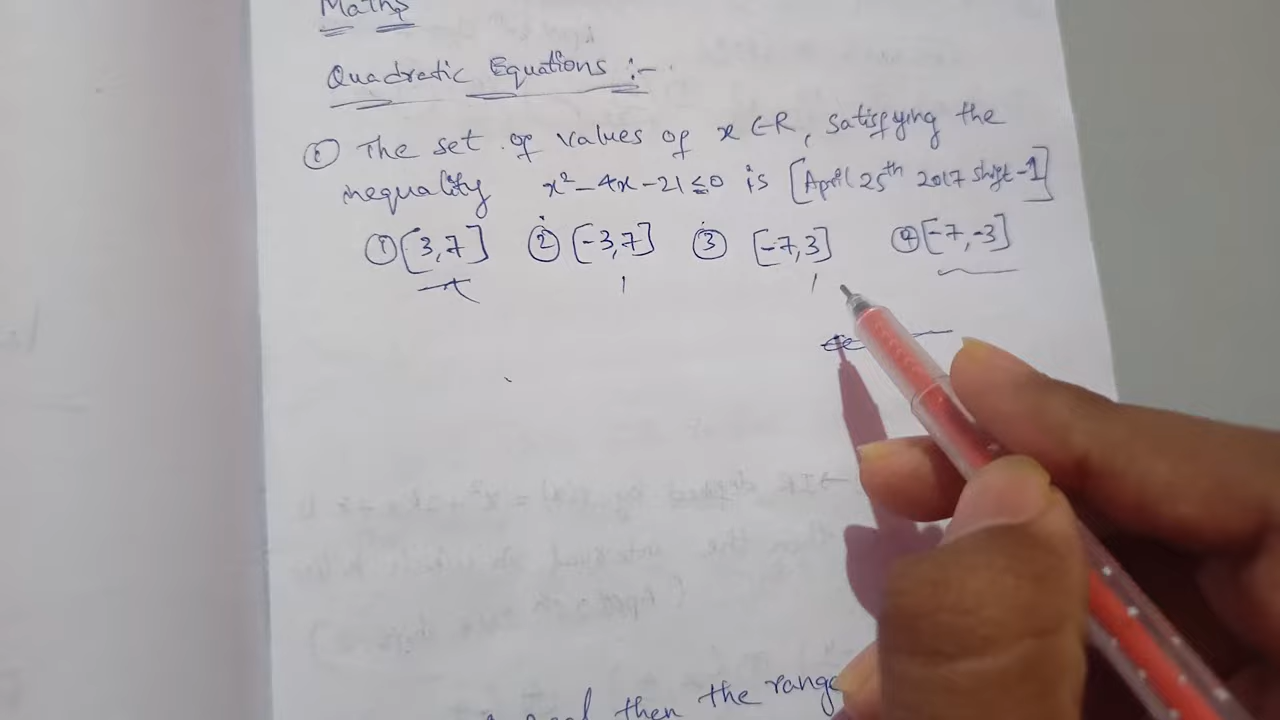 Maths
Quadratic Equations :-
① The set of values of x ∈ R, satisfying the
inequality x² - 4x - 21 ≤ 0 is [April 25th 2017 shift-1]
① [3,7] ② [-3,7] ③ [-7,3] ④ [-7,-3]
then the range